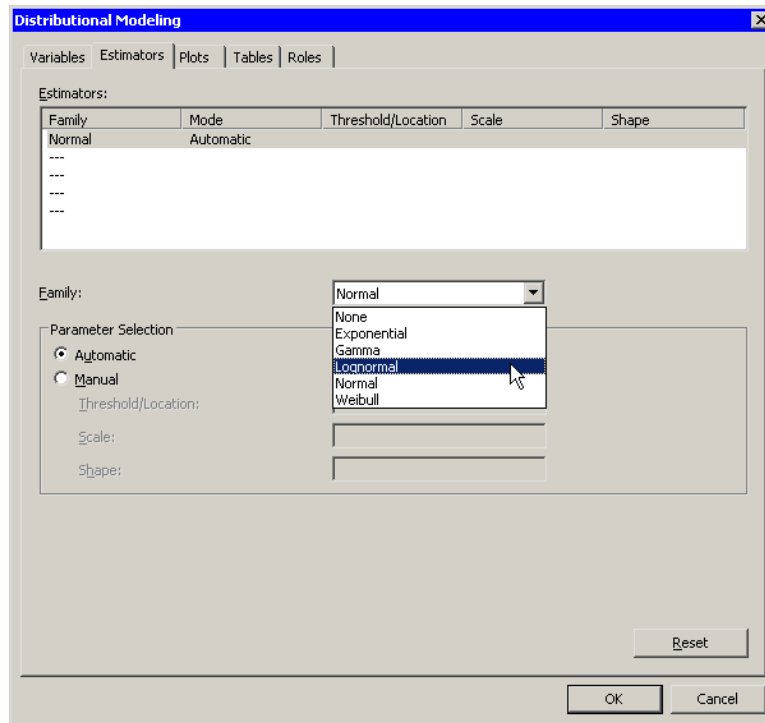 Distributional Modeling
Variables Estimators Plots Tables Roles
Estimators:
Family Mode Threshold/Location Scale Shape
Normal Automatic
---
---
---
---
Family: Normal
None
Exponential
Gamma
Lognormal
Normal
Weibull
Parameter Selection
Automatic
Manual
Threshold/Location:
Scale:
Shape:
Reset
OK Cancel